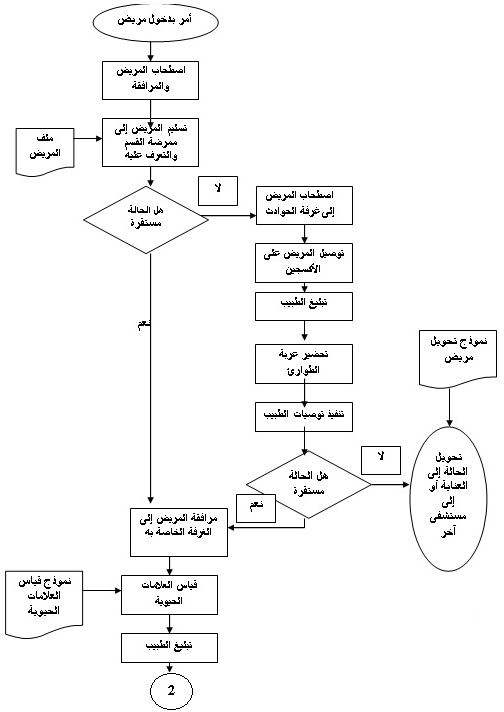 أمر بدخول مريض
اصطحاب المريض
والمرافقة
تسليم المريض إلى
ممرضة القسم
والتعرف عليه
ملف
المريض
هل الحالة
مستقرة
لا
اصطحاب المريض
إلى غرفة الحوادث
توصيل المريض على
الأكسجين
تبليغ الطبيب
تحضير عربة
الطوارئ
تنفيذ توصيات الطبيب
هل الحالة
مستقرة
لا
نموذج تحويل
مريض
تحويل
الحالة إلى
العناية أو
إلى
مستشفى
آخر
نعم
نعم
مرافقة المريض إلى
الغرفة الخاصة به
قياس العلامات
الحيوية
نموذج قياس
العلامات
الحيوية
تبليغ الطبيب
2